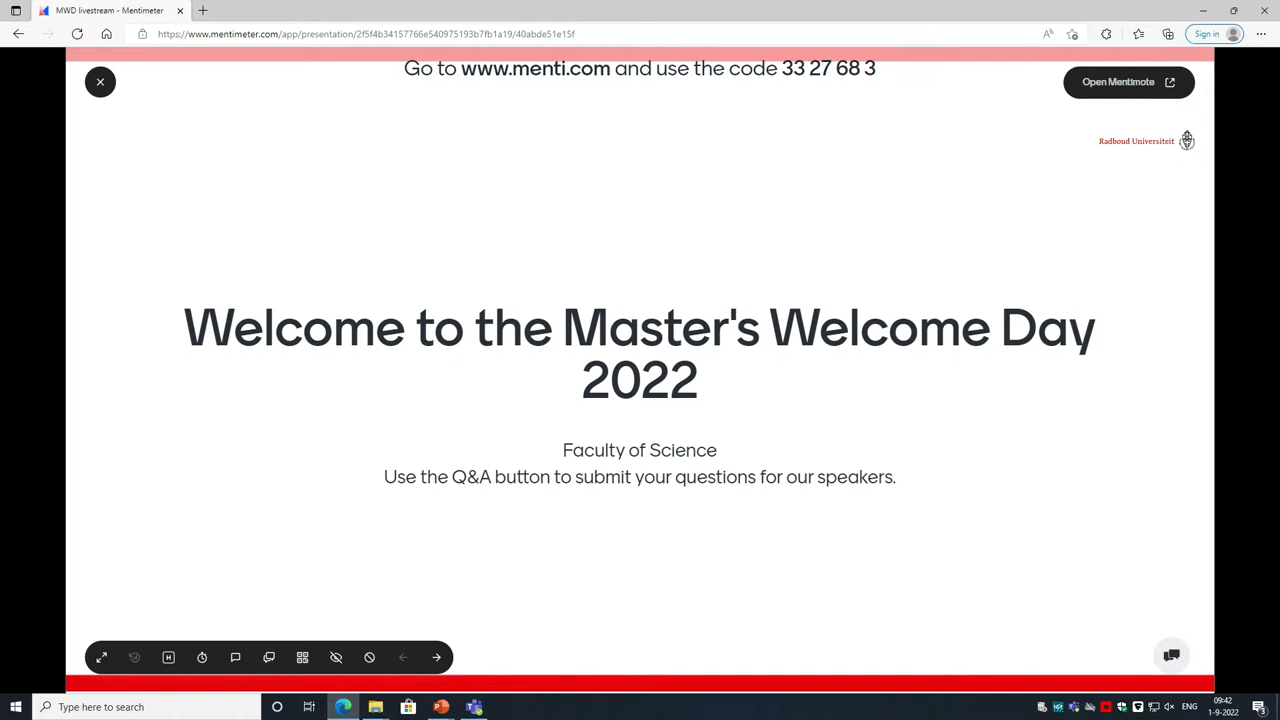 MWD livestream - Mentimeter
https://www.mentimeter.com/app/presentation/2f5f4b34157766e540975193b7fb1a19/40abde51e15f
Sign in
Go to www.menti.com and use the code 33 27 68 3
Open Mentimote
Radboud Universiteit
Welcome to the Master's Welcome Day
2022
Faculty of Science
Use the Q&A button to submit your questions for our speakers.
H
Type here to search
ENG
09:42
1-9-2022